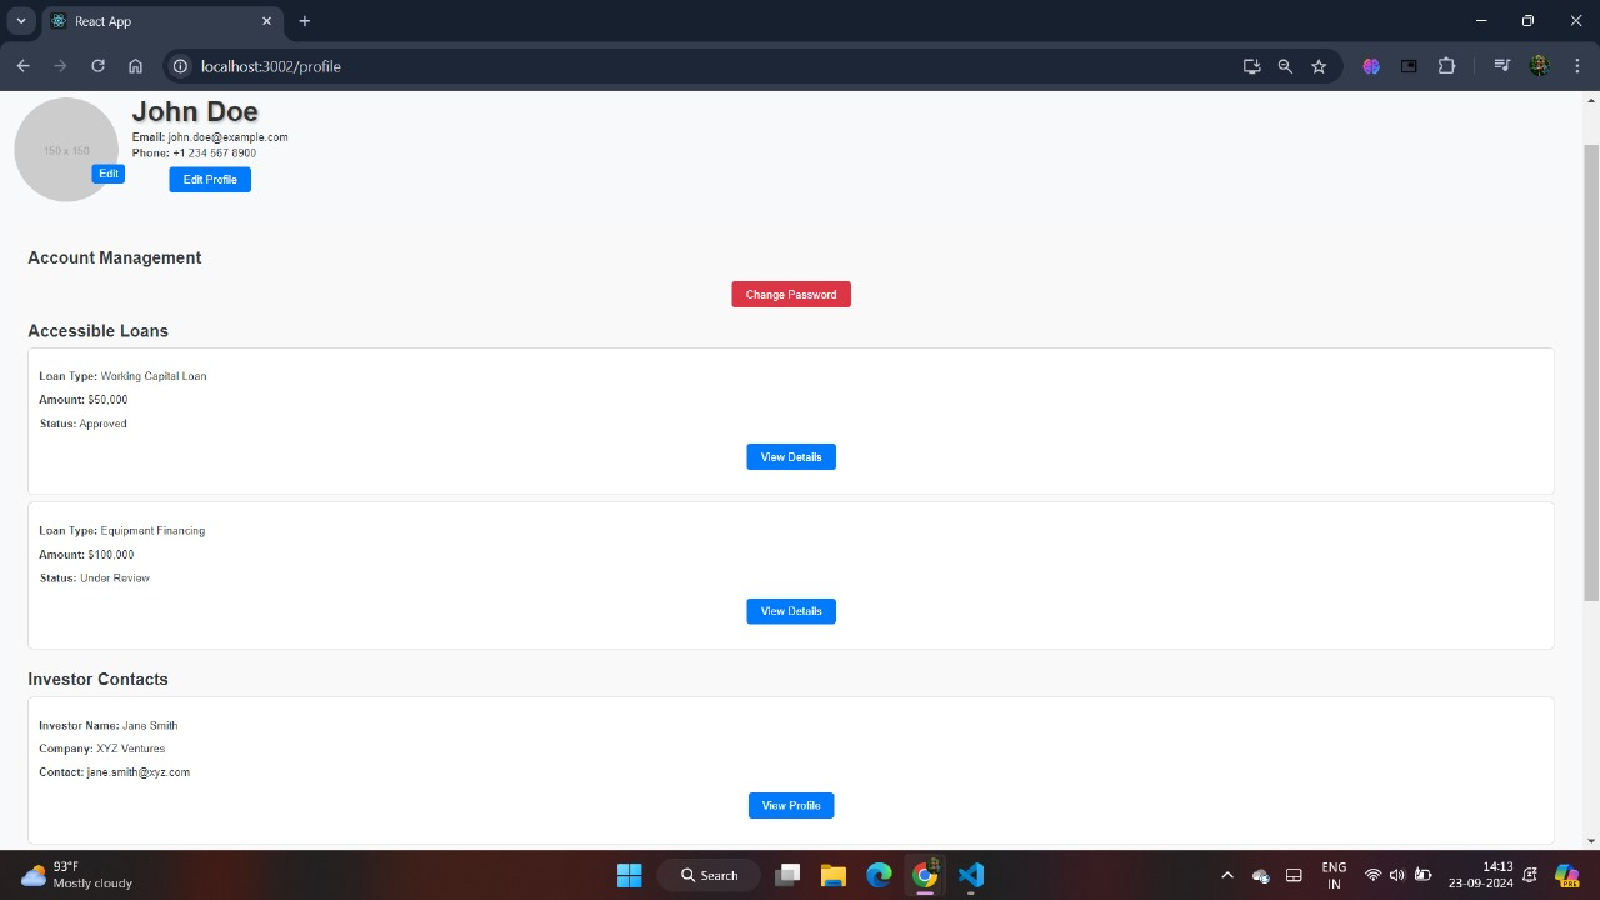 React App
localhost:3002/profile
John Doe
Email: john.doe@example.com
Phone: +1 234 567 8900
150 x 150
Edit
Edit Profile
Account Management
Change Password
Accessible Loans
Loan Type: Working Capital Loan
Amount: $50,000
Status: Approved
View Details
Loan Type: Equipment Financing
Amount: $100,000
Status: Under Review
View Details
Investor Contacts
Investor Name: Jane Smith
Company: XYZ Ventures
Contact: jane.smith@xyz.com
View Profile
93°F
Mostly cloudy
Search
ENG
IN
14:13
23-09-2024
PRE